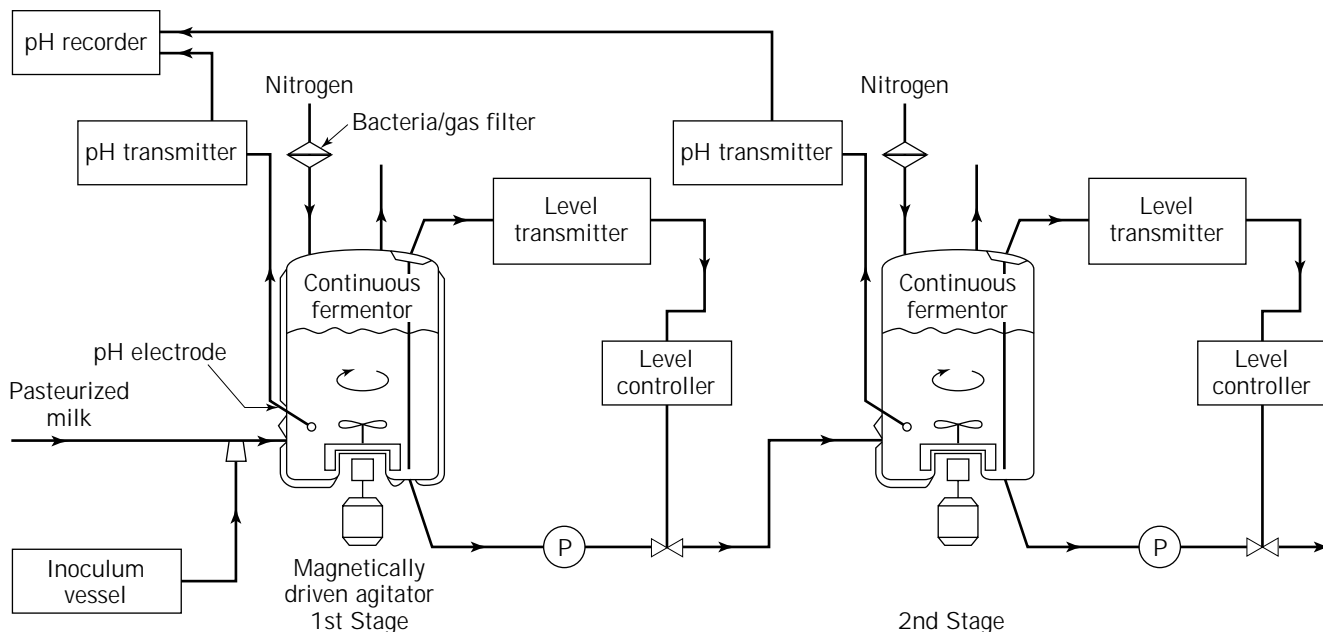 pH recorder
Nitrogen
Nitrogen
Bacteria/gas filter
pH transmitter
pH transmitter
Level
transmitter
Level
transmitter
Continuous
fermentor
Continuous
fermentor
pH electrode
Level
controller
Level
controller
Pasteurized
milk
P
P
Inoculum
vessel
Magnetically
driven agitator
1st Stage
2nd Stage